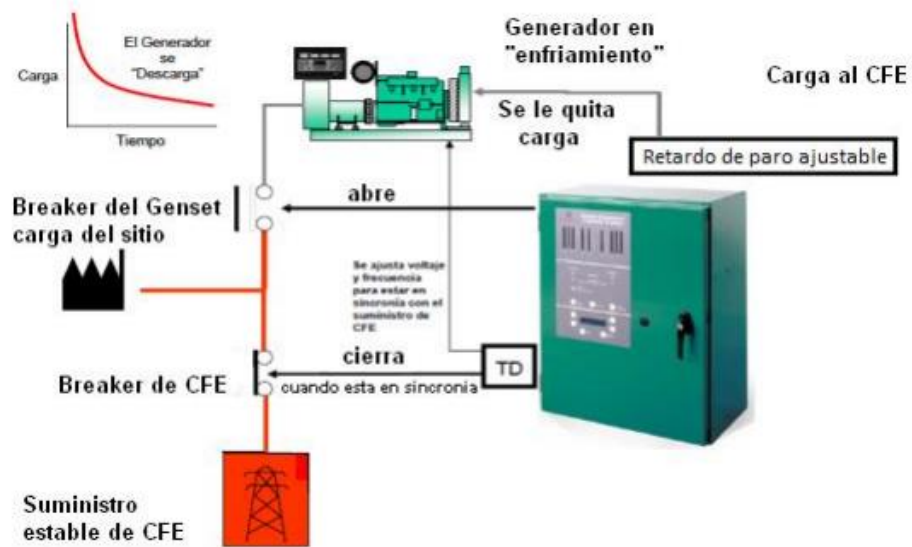 El Generador
se
"Descarga"
Carga
Tiempo
Generador en
"enfriamiento"
Carga al CFE
Se le quita
carga
Retardo de paro ajustable
Breaker del Genset
carga del sitio
abre
Se ajusta voltaje
y frecuencia
para estar en
sincronía con el
suministro de
CFE
cierra
TD
Breaker de CFE
cuando esta en sincronia
Suministro
estable de CFE